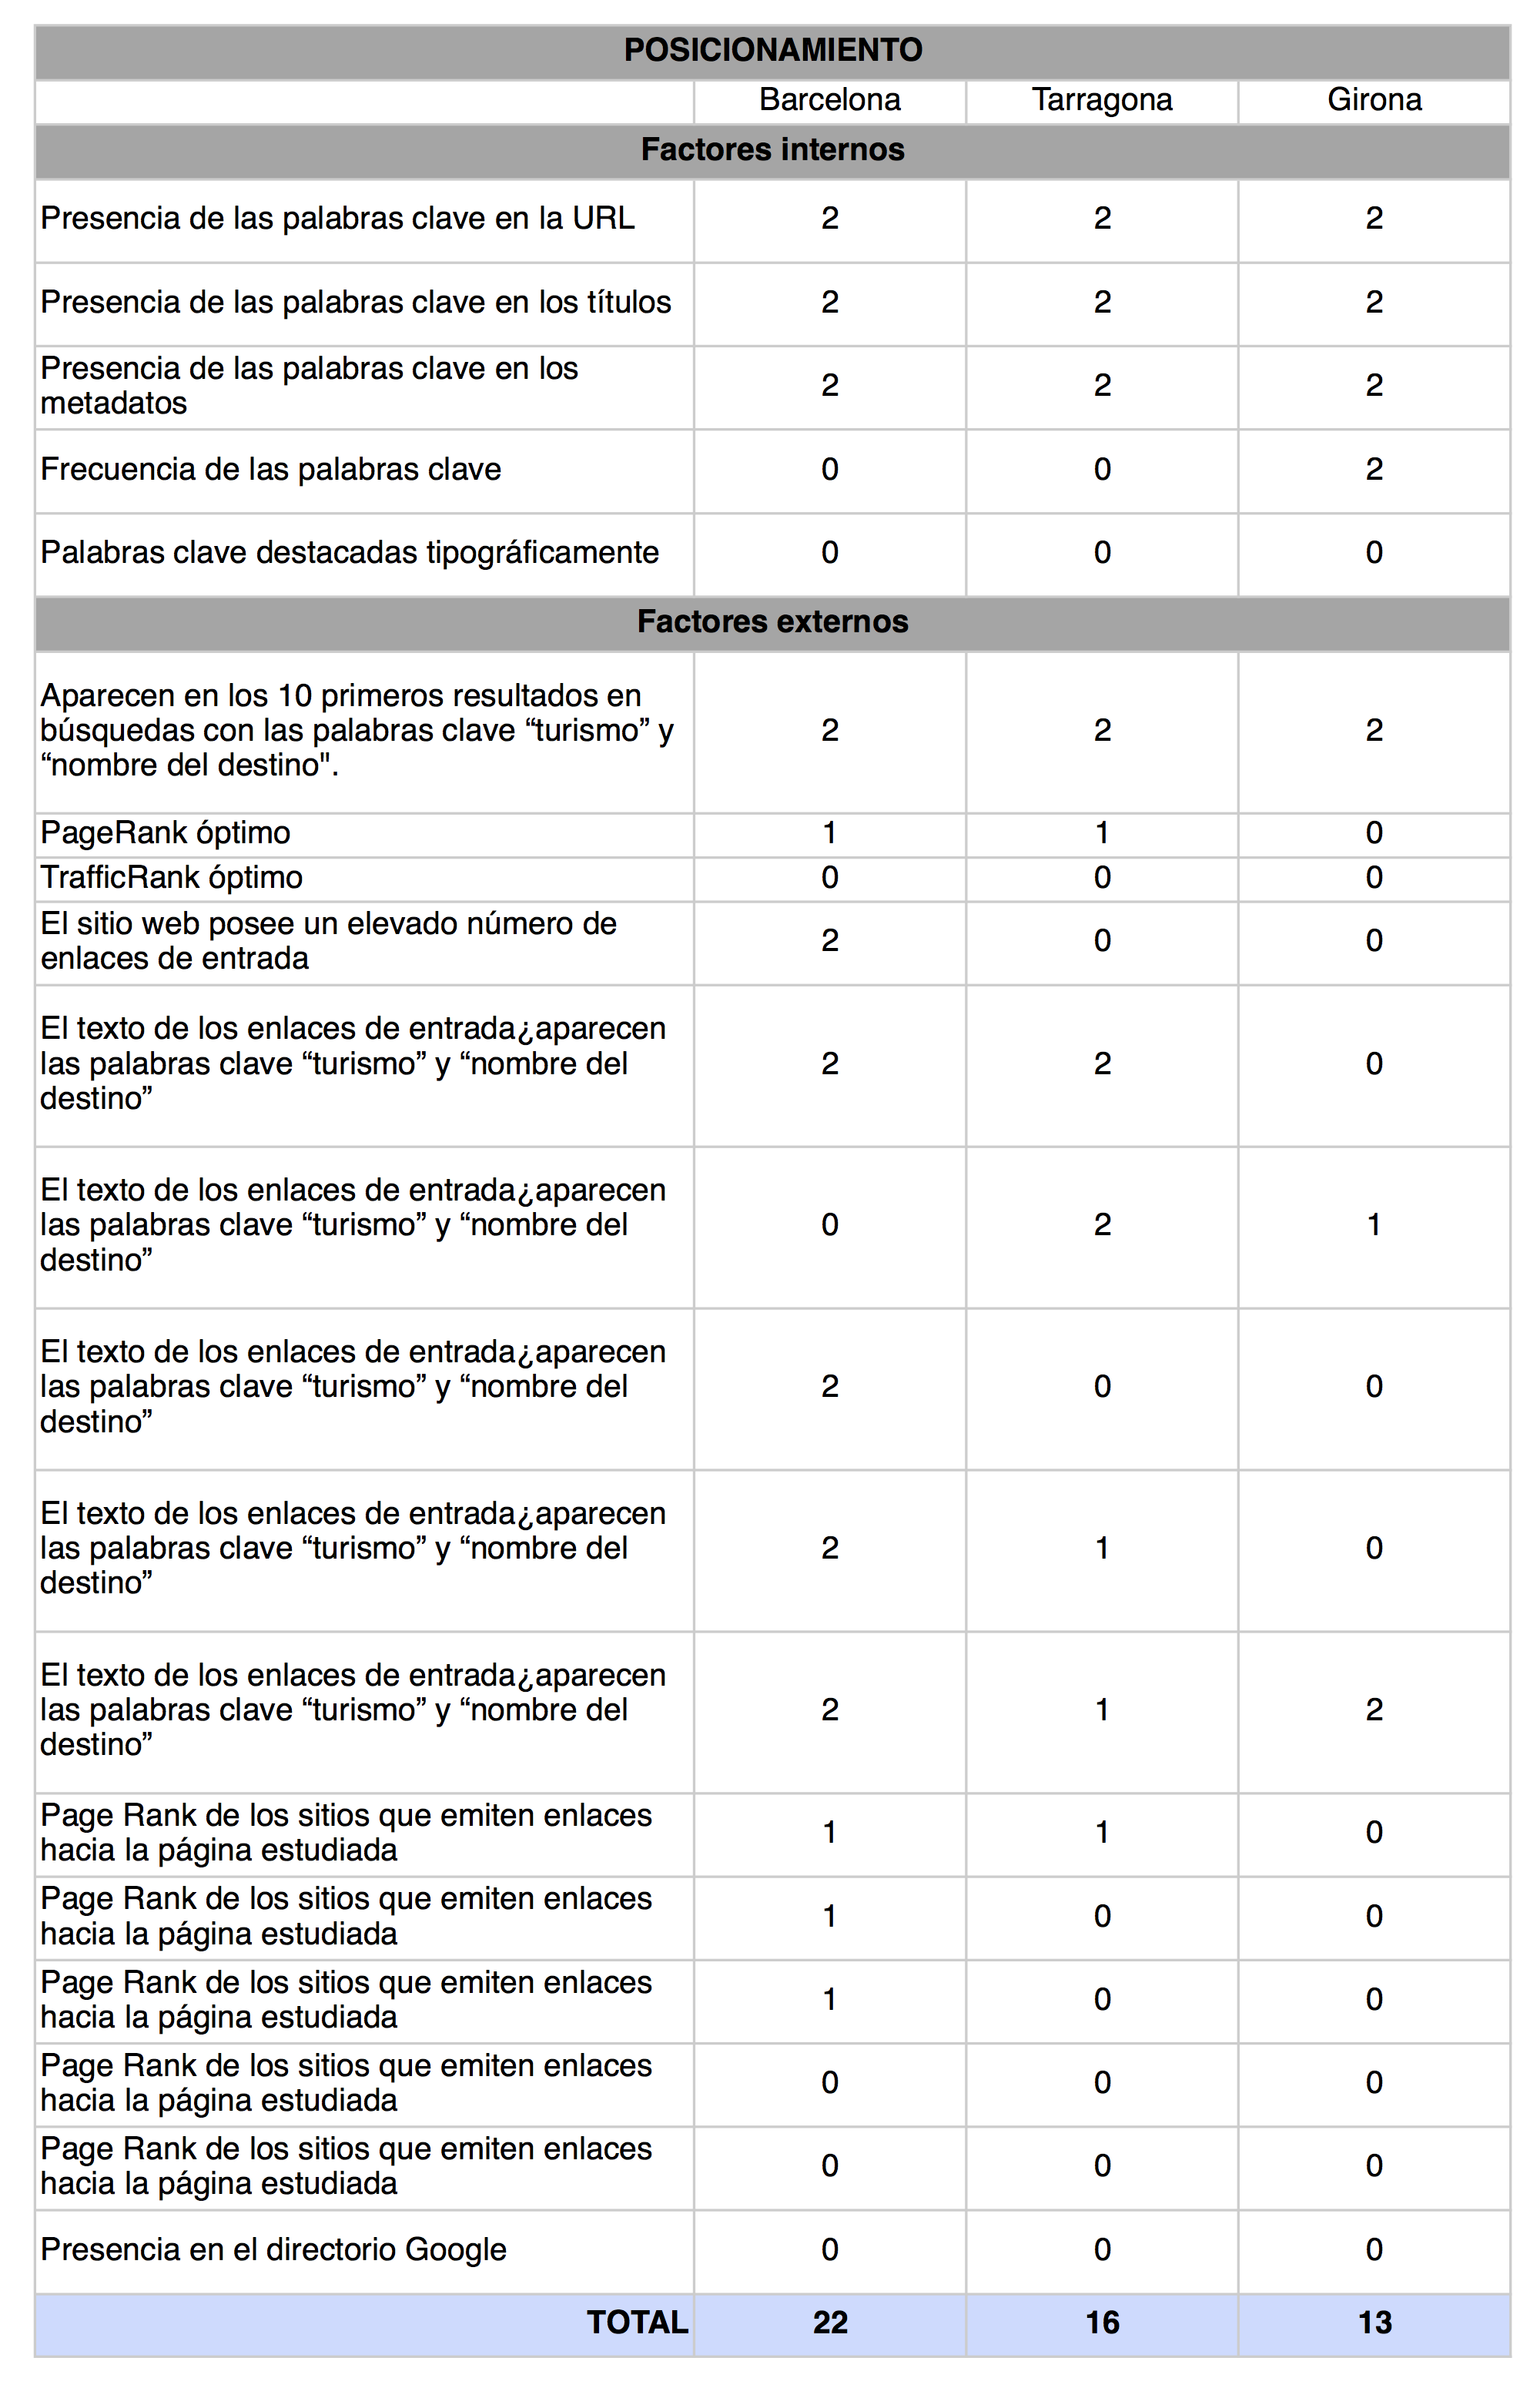 POSICIONAMIENTO
Barcelona Tarragona Girona
Factores internos
Presencia de las palabras clave en la URL 2 2 2
Presencia de las palabras clave en los títulos 2 2 2
Presencia de las palabras clave en los
metadatos 2 2 2
Frecuencia de las palabras clave 0 0 2
Palabras clave destacadas tipográficamente 0 0 0
Factores externos
Aparecen en los 10 primeros resultados en
búsquedas con las palabras clave “turismo” y 2 2 2
“nombre del destino".
PageRank óptimo 1 1 0
TrafficRank óptimo 0 0 0
El sitio web posee un elevado número de
enlaces de entrada 2 0 0
El texto de los enlaces de entrada¿aparecen
las palabras clave “turismo” y “nombre del 2 2 0
destino”
El texto de los enlaces de entrada¿aparecen
las palabras clave “turismo” y “nombre del 0 2 1
destino”
El texto de los enlaces de entrada¿aparecen
las palabras clave “turismo” y “nombre del 2 0 0
destino”
El texto de los enlaces de entrada¿aparecen
las palabras clave “turismo” y “nombre del 2 1 0
destino”
El texto de los enlaces de entrada¿aparecen
las palabras clave “turismo” y “nombre del 2 1 2
destino”
Page Rank de los sitios que emiten enlaces
hacia la página estudiada 1 1 0
Page Rank de los sitios que emiten enlaces
hacia la página estudiada 1 0 0
Page Rank de los sitios que emiten enlaces
hacia la página estudiada 1 0 0
Page Rank de los sitios que emiten enlaces
hacia la página estudiada 0 0 0
Page Rank de los sitios que emiten enlaces
hacia la página estudiada 0 0 0
Presencia en el directorio Google 0 0 0
TOTAL 22 16 13